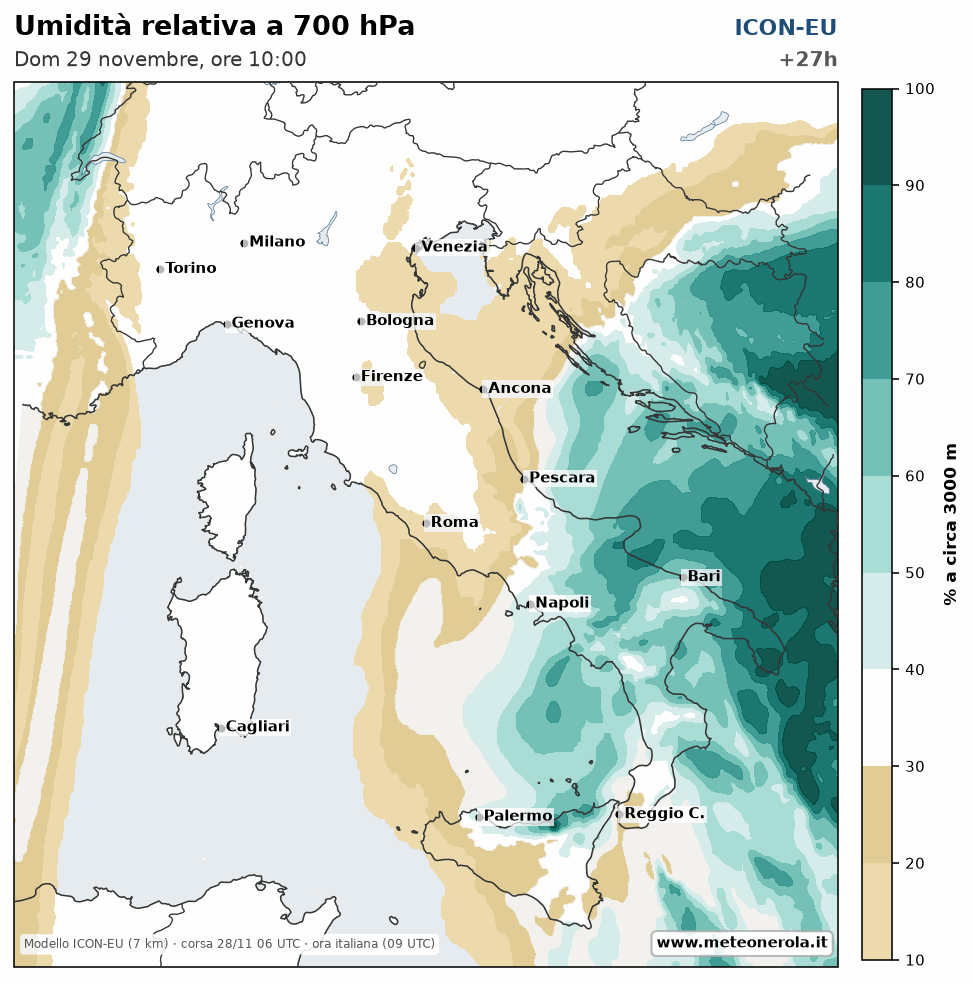 Umidità relativa a 700 hPa
ICON-EU
Dom 29 novembre, ore 10:00
+27h
100
90
80
70
60
50
40
30
20
10
% a circa 3000 m
Milano
Venezia
Torino
Genova
Bologna
Firenze
Ancona
Pescara
Roma
Bari
Napoli
Cagliari
Palermo
Reggio C.
Modello ICON-EU (7 km) · corsa 28/11 06 UTC · ora italiana (09 UTC)
www.meteonerola.it